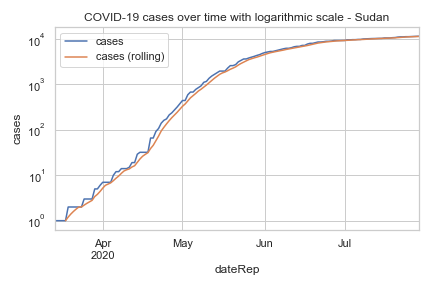 COVID-19 cases over time with logarithmic scale - Sudan
cases
cases (rolling)
10⁴
10³
10²
10¹
10⁰
cases
Apr
2020
May
Jun
Jul
dateRep